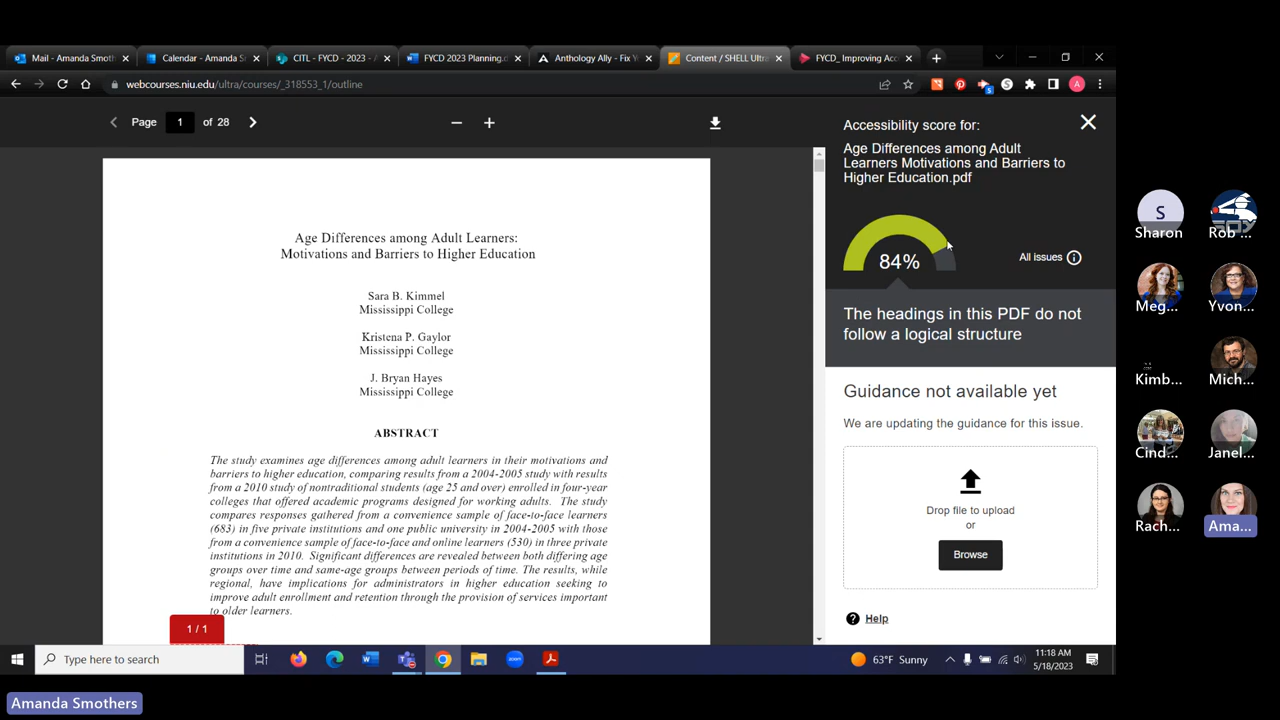 Mail - Amanda Smothers
Calendar - Amanda S
CITL - FYCD - 2023 - A
FYCD 2023 Planning.d
Anthology Ally - Fix Y
Content / SHELL Ultra
FYCD_ Improving Acc
webcourses.niu.edu/ultra/courses/_318553_1/outline
Page 1 of 28
Age Differences among Adult Learners:
Motivations and Barriers to Higher Education
Sara B. Kimmel
Mississippi College
Kristena P. Gaylor
Mississippi College
J. Bryan Hayes
Mississippi College
ABSTRACT
The study examines age differences among adult learners in their motivations and
barriers to higher education, comparing results from a 2004-2005 study with results
from a 2010 study of nontraditional students (age 25 and over) enrolled in four-year
colleges that offered academic programs designed for working adults. The study
compares responses gathered from a convenience sample of face-to-face learners
(683) in five private institutions and one public university in 2004-2005 with those
from a convenience sample of face-to-face and online learners (530) in three private
institutions in 2010. Significant differences are revealed between both differing age
groups over time and same-age groups between periods of time. The results, while
regional, have implications for administrators in higher education seeking to
improve adult enrollment and retention through the provision of services important
to older learners.
1 / 1
Accessibility score for:
Age Differences among Adult
Learners Motivations and Barriers to
Higher Education.pdf
84%
All issues
The headings in this PDF do not
follow a logical structure
Guidance not available yet
We are updating the guidance for this issue.
Drop file to upload
or
Browse
Help
S
Sharon
Rob ...
Meg...
Yvon...
Kimb...
Mich...
Cind...
Janel...
Rach...
Ama...
Type here to search
63°F Sunny
11:18 AM
5/18/2023
Amanda Smothers